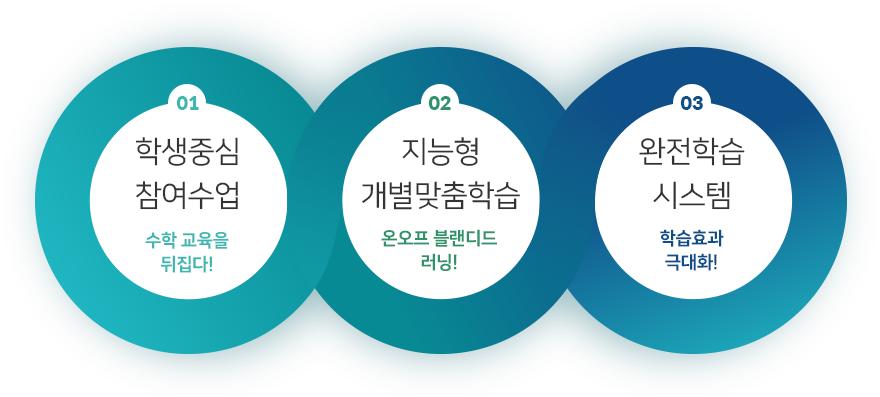 01
학생중심
참여수업
수학 교육을
뒤집다!
02
지능형
개별맞춤학습
온오프 블랜디드
러닝!
03
완전학습
시스템
학습효과
극대화!